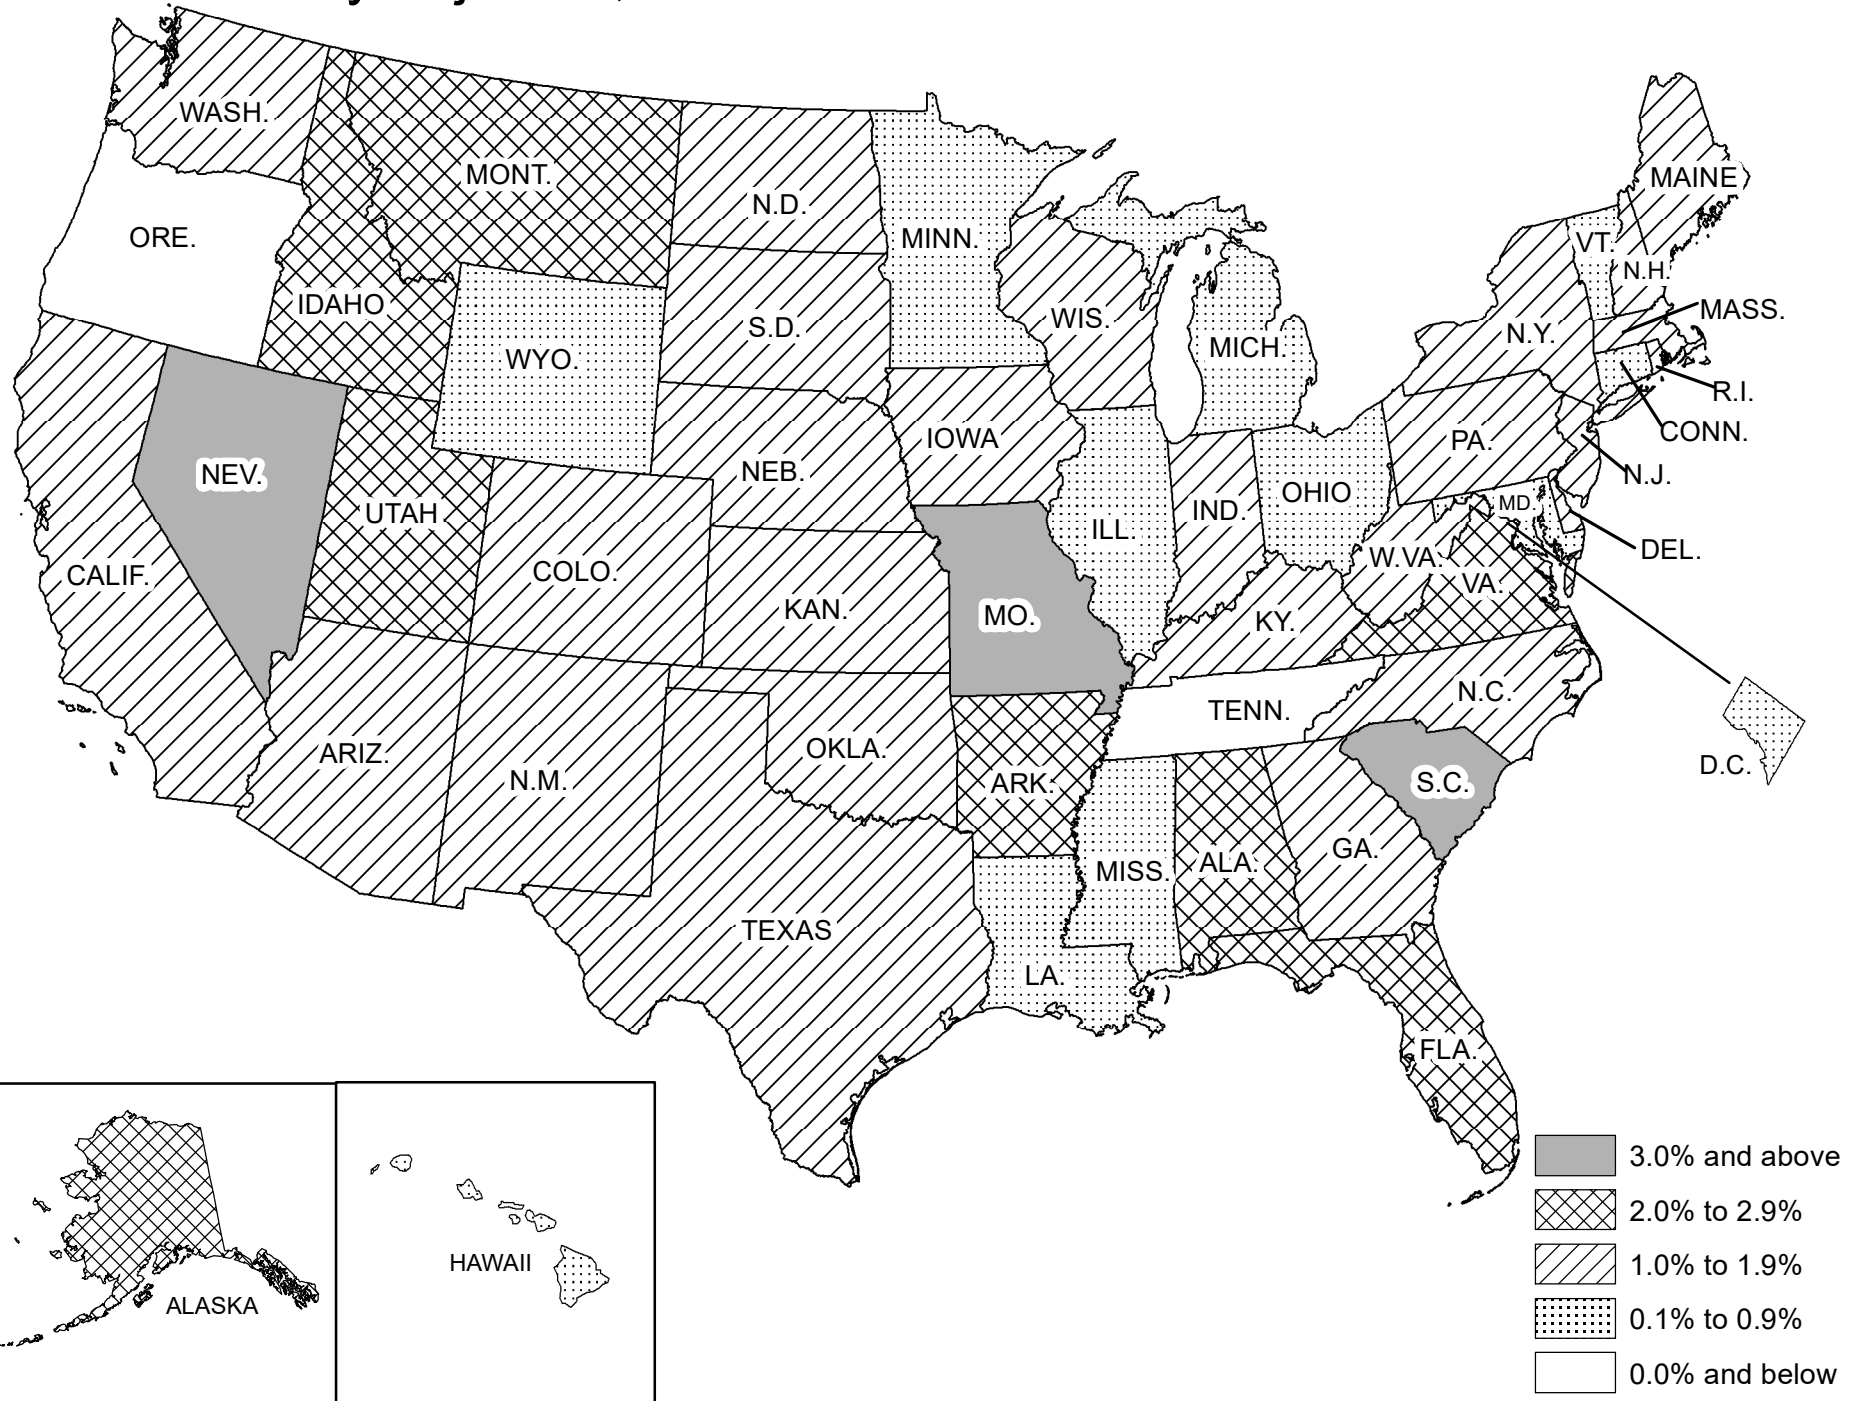 WASH.
MONT.
N.D.
MINN.
MAINE
ORE.
IDAHO
WYO.
S.D.
WIS.
MICH.
N.Y.
VT.
N.H.
MASS.
R.I.
CONN.
NEV.
UTAH
NEB.
IOWA
PA.
N.J.
CALIF.
COLO.
KAN.
MO.
ILL.
IND.
OHIO
W.VA.
VA.
MD.
DEL.
KY.
ARIZ.
N.M.
OKLA.
ARK.
TENN.
N.C.
S.C.
D.C.
TEXAS
LA.
MISS.
ALA.
GA.
FLA.
ALASKA
HAWAII
3.0% and above
2.0% to 2.9%
1.0% to 1.9%
0.1% to 0.9%
0.0% and below